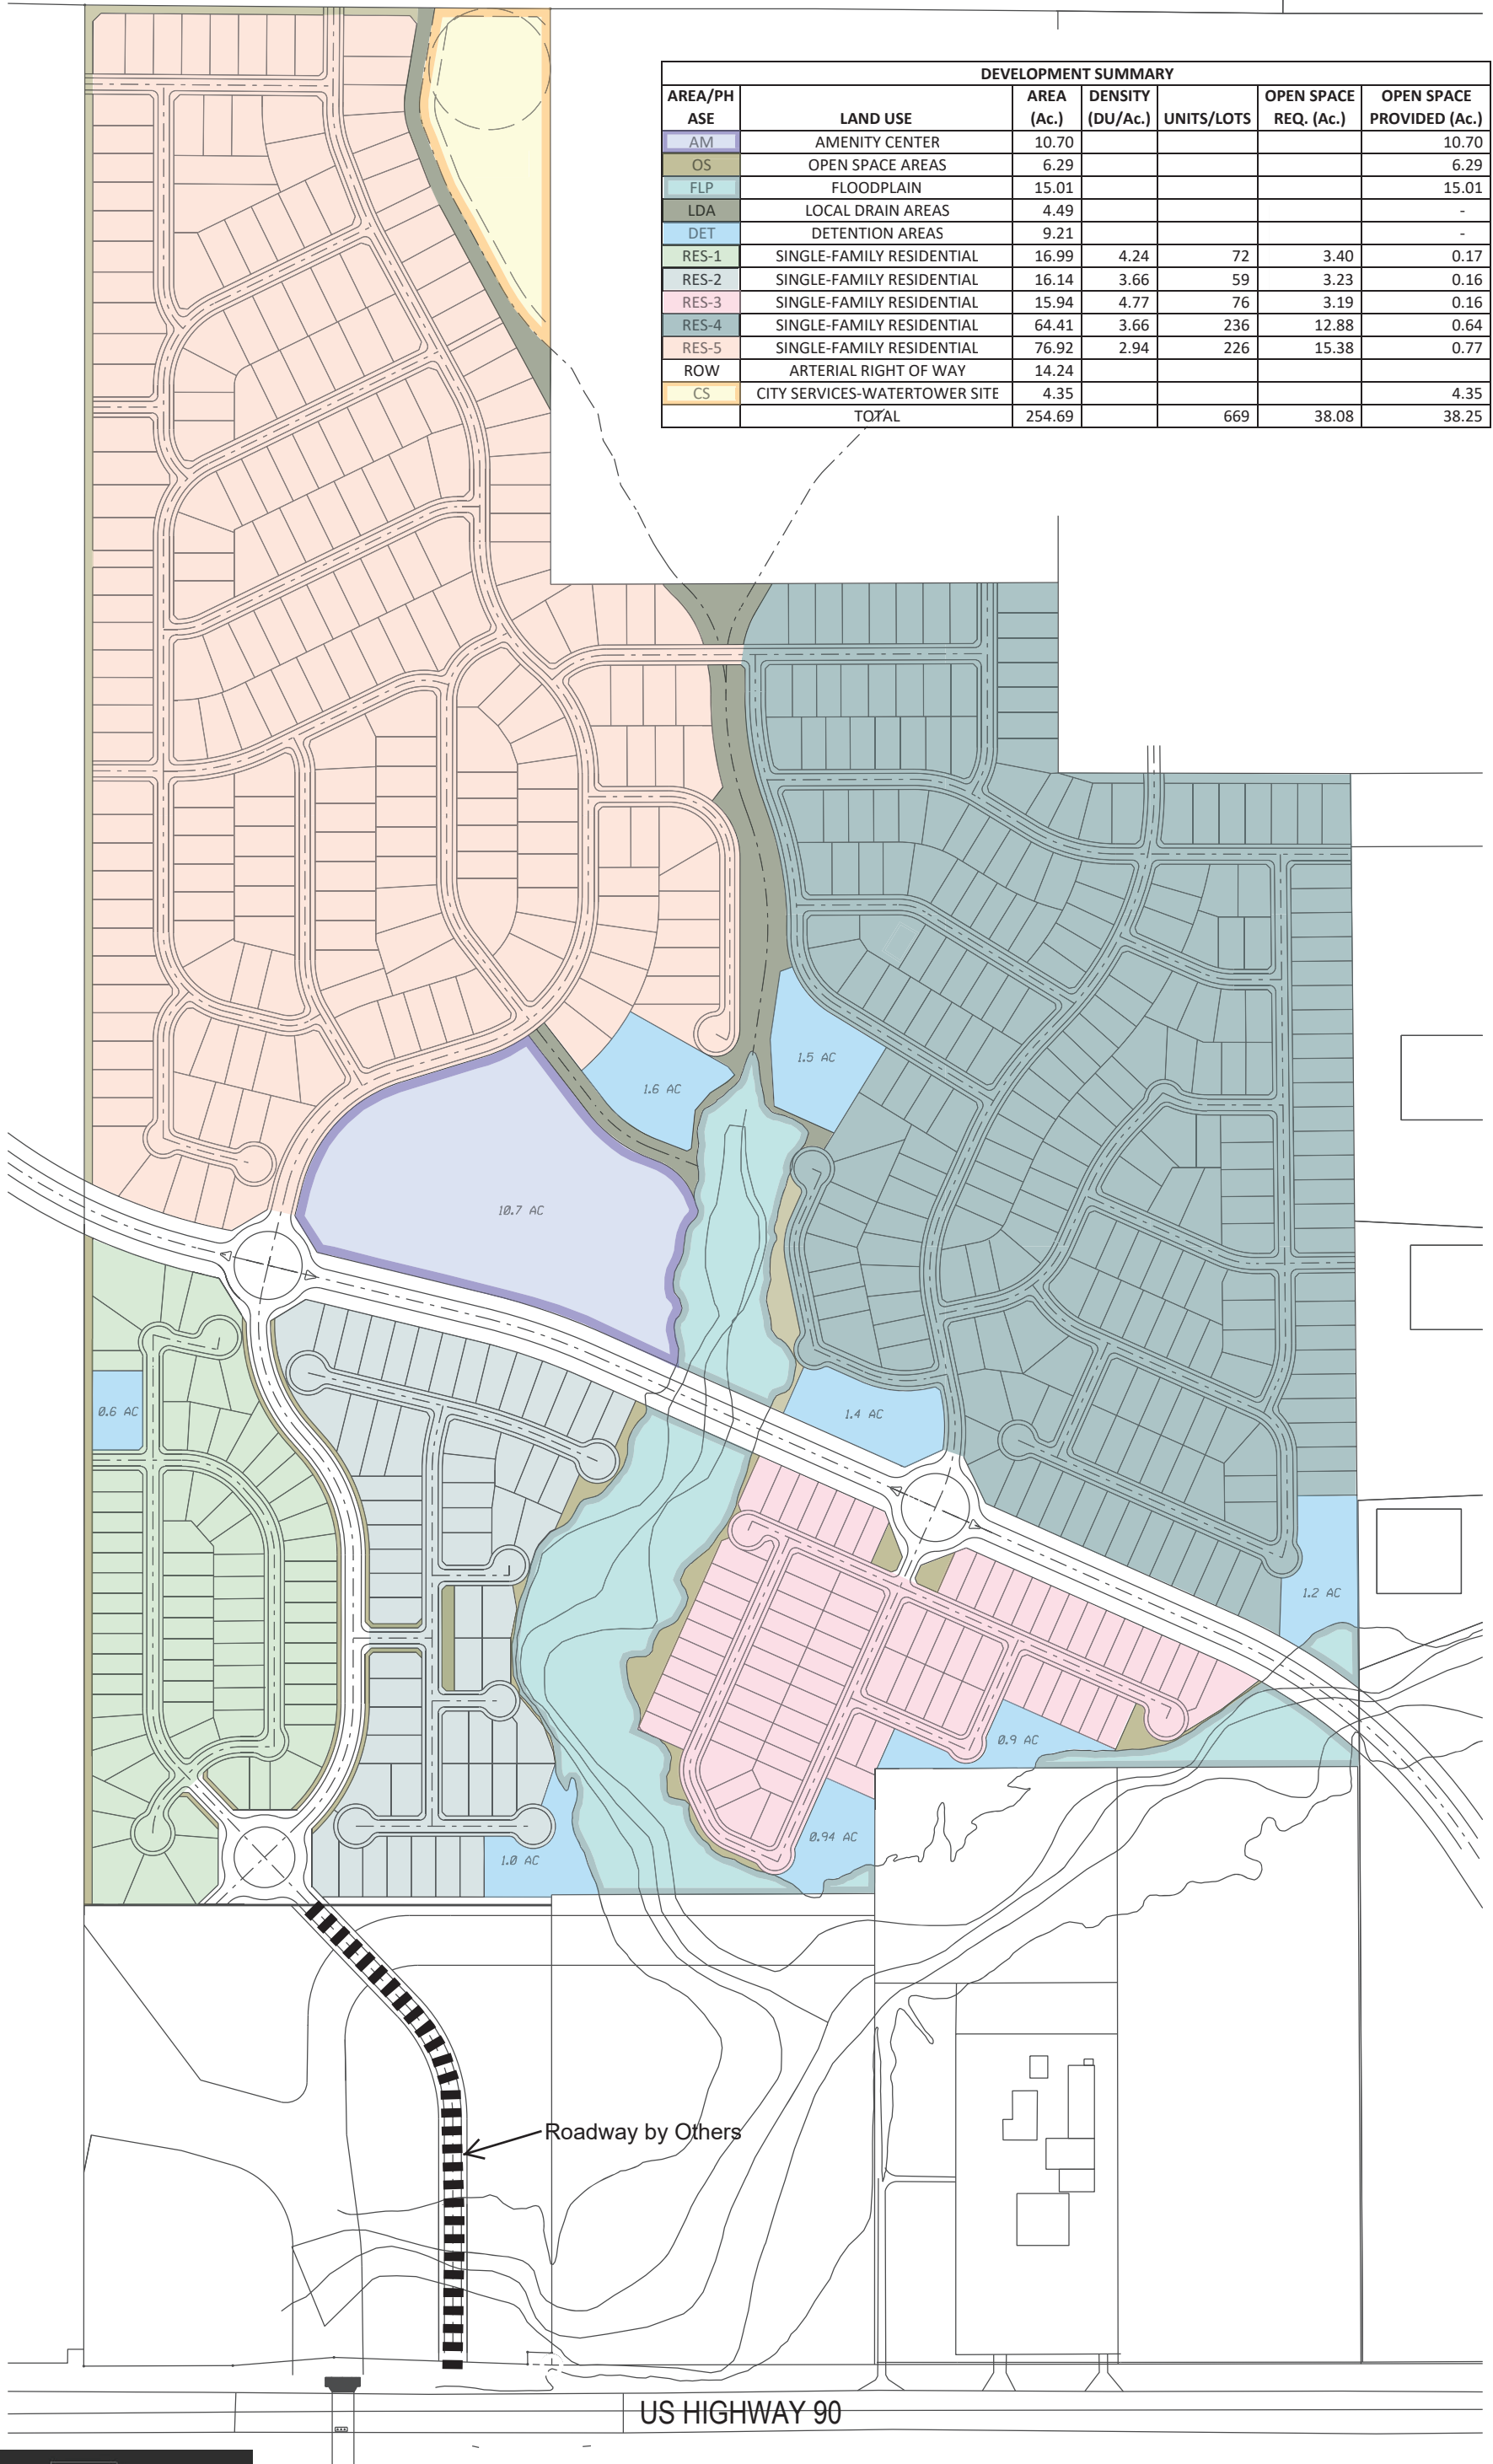 DEVELOPMENT SUMMARY
AREA/PH ASE LAND USE AREA (Ac.) DENSITY (DU/Ac.) UNITS/LOTS OPEN SPACE REQ. (Ac.) OPEN SPACE PROVIDED (Ac.)
AM AMENITY CENTER 10.70 10.70
OS OPEN SPACE AREAS 6.29 6.29
FLP FLOODPLAIN 15.01 15.01
LDA LOCAL DRAIN AREAS 4.49 -
DET DETENTION AREAS 9.21 -
RES-1 SINGLE-FAMILY RESIDENTIAL 16.99 4.24 72 3.40 0.17
RES-2 SINGLE-FAMILY RESIDENTIAL 16.14 3.66 59 3.23 0.16
RES-3 SINGLE-FAMILY RESIDENTIAL 15.94 4.77 76 3.19 0.16
RES-4 SINGLE-FAMILY RESIDENTIAL 64.41 3.66 236 12.88 0.64
RES-5 SINGLE-FAMILY RESIDENTIAL 76.92 2.94 226 15.38 0.77
ROW ARTERIAL RIGHT OF WAY 14.24
CS CITY SERVICES-WATERTOWER SITE 4.35 4.35
TOTAL 254.69 669 38.08 38.25
1.5 AC
1.6 AC
10.7 AC
0.6 AC
1.4 AC
1.2 AC
0.9 AC
0.94 AC
1.0 AC
Roadway by Others
US HIGHWAY 90